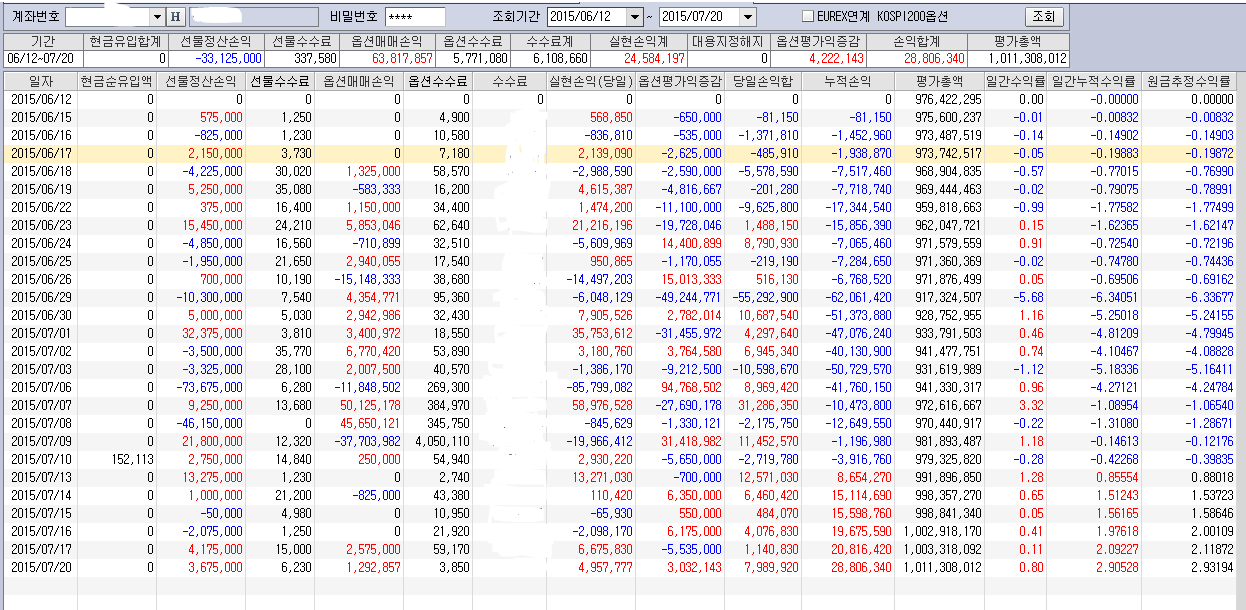 계좌번호 H 비밀번호 **** 조회기간 2015/06/12 ~ 2015/07/20 EUREX연계 KOSPI200옵션 조회
기간 현금유입합계 선물정산손익 선물수수료 옵션매매손익 옵션수수료 수수료계 실현손익계 대용지정해지 옵션평가익증감 손익합계 평가총액
06/12~07/20 0 -33,125,000 337,580 63,817,857 5,771,080 6,108,660 24,584,197 0 4,222,143 28,806,340 1,011,308,012
일자 현금순유입액 선물정산손익 선물수수료 옵션매매손익 옵션수수료 수수료 실현손익(당일) 옵션평가익증감 당일손익합 누적손익 평가총액 일간수익률 일간누적수익률 원금추정수익률
2015/06/12 0 0 0 0 0 0 0 0 0 0 976,422,295 0.00 -0.00000 0.00000
2015/06/15 0 575,000 1,250 0 4,900 568,850 -650,000 -81,150 -81,150 975,600,237 -0.01 -0.00832 -0.00832
2015/06/16 0 -825,000 1,230 0 10,580 -836,810 -535,000 -1,371,810 -1,452,960 973,487,519 -0.14 -0.14902 -0.14903
2015/06/17 0 2,150,000 3,730 0 7,180 2,139,090 -2,625,000 -485,910 -1,938,870 973,742,517 -0.05 -0.19883 -0.19872
2015/06/18 0 -4,225,000 30,020 1,325,000 58,570 -2,988,590 -2,590,000 -5,578,590 -7,517,460 968,904,835 -0.57 -0.77015 -0.76990
2015/06/19 0 5,250,000 35,080 -583,333 16,200 4,615,387 -4,816,667 -201,280 -7,718,740 969,444,463 -0.02 -0.79075 -0.78991
2015/06/22 0 375,000 16,400 1,150,000 34,400 1,474,200 -11,100,000 -9,625,800 -17,344,540 959,818,663 -0.99 -1.77582 -1.77499
2015/06/23 0 15,450,000 24,210 5,853,046 62,640 21,216,196 -19,728,046 1,488,150 -15,856,390 962,047,721 0.15 -1.62365 -1.62147
2015/06/24 0 -4,850,000 16,560 -710,899 32,510 -5,609,969 14,400,899 8,790,930 -7,065,460 971,579,559 0.91 -0.72540 -0.72196
2015/06/25 0 -1,950,000 21,650 2,940,055 17,540 950,865 -1,170,055 -219,190 -7,284,650 971,360,369 -0.02 -0.74780 -0.74436
2015/06/26 0 700,000 10,190 -15,148,333 38,680 -14,497,203 15,013,333 516,130 -6,768,520 971,876,499 0.05 -0.69506 -0.69162
2015/06/29 0 -10,300,000 7,540 4,354,771 95,360 -6,048,129 -49,244,771 -55,292,900 -62,061,420 917,324,507 -5.68 -6.34051 -6.33677
2015/06/30 0 5,000,000 5,030 2,942,986 32,430 7,905,526 2,782,014 10,687,540 -51,373,880 928,752,955 1.16 -5.25018 -5.24155
2015/07/01 0 32,375,000 3,810 3,400,972 18,550 35,753,612 -31,455,972 4,297,640 -47,076,240 933,791,503 0.46 -4.81209 -4.79945
2015/07/02 0 -3,500,000 35,770 6,770,420 53,890 3,180,760 3,764,580 6,945,340 -40,130,900 941,477,751 0.74 -4.10467 -4.08828
2015/07/03 0 -3,325,000 28,100 2,007,500 40,570 -1,386,170 -9,212,500 -10,598,670 -50,729,570 931,619,989 -1.12 -5.18336 -5.16411
2015/07/06 0 -73,675,000 6,280 -11,848,502 269,300 -85,799,082 94,768,502 8,969,420 -41,760,150 941,330,317 0.96 -4.27121 -4.24784
2015/07/07 0 9,250,000 13,680 50,125,178 384,970 58,976,528 -27,690,178 31,286,350 -10,473,800 972,616,667 3.32 -1.08954 -1.06540
2015/07/08 0 -46,150,000 0 45,650,121 345,750 -845,629 -1,330,121 -2,175,750 -12,649,550 970,440,917 -0.22 -1.31080 -1.28671
2015/07/09 0 21,800,000 12,320 -37,703,982 4,050,110 -19,966,412 31,418,982 11,452,570 -1,196,980 981,893,487 1.18 -0.14613 -0.12176
2015/07/10 152,113 2,750,000 14,840 250,000 54,940 2,930,220 -5,650,000 -2,719,780 -3,916,760 979,325,820 -0.28 -0.42268 -0.39835
2015/07/13 0 13,275,000 1,230 0 2,740 13,271,030 -700,000 12,571,030 8,654,270 991,896,850 1.28 0.85554 0.88018
2015/07/14 0 1,000,000 21,200 -825,000 43,380 110,420 6,350,000 6,460,420 15,114,690 998,357,270 0.65 1.51243 1.53723
2015/07/15 0 -50,000 4,980 0 10,950 -65,930 550,000 484,070 15,598,760 998,841,340 0.05 1.56165 1.58646
2015/07/16 0 -2,075,000 1,250 0 21,920 -2,098,170 6,175,000 4,076,830 19,675,590 1,002,918,170 0.41 1.97618 2.00109
2015/07/17 0 4,175,000 15,000 2,575,000 59,170 6,675,830 -5,535,000 1,140,830 20,816,420 1,003,318,092 0.11 2.09227 2.11872
2015/07/20 0 3,675,000 6,230 1,292,857 3,850 4,957,777 3,032,143 7,989,920 28,806,340 1,011,308,012 0.80 2.90528 2.93194